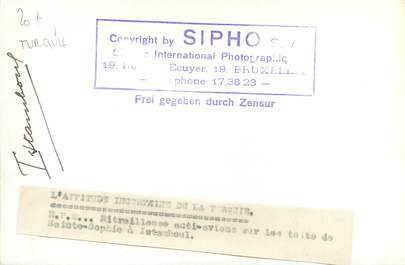 TURQUIE
Istamboul
Copyright by SIPHO
International Photographic
19, Ecuyer, 19. BRUXELLES
phone 17.38 23 —
Frei gegeben durch Zensur
L'ATTITUDE DE LA TURQUIE.
Mitrailleuse anti-avions sur les toits de
Sainte-Sophie à Istamboul.